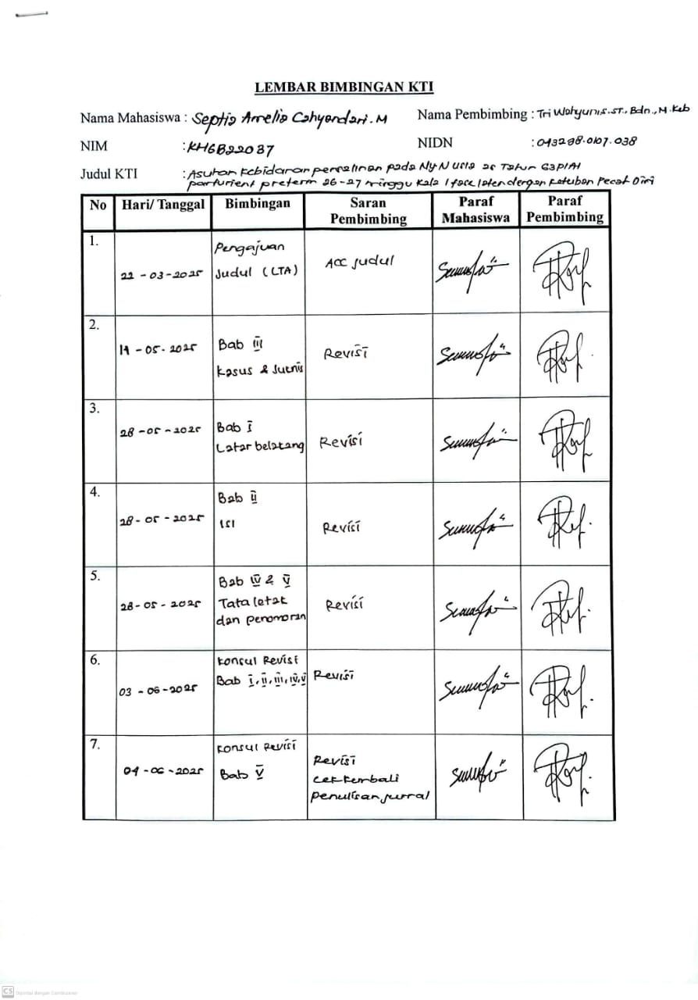 LEMBAR BIMBINGAN KTI
Nama Mahasiswa : Septia Amelia Cahyandari. M
Nama Pembimbing : Tri Wahyuni.S.ST., Bdn., M. Keb
NIM : KHGB22037
NIDN : 043298.0107.038
Judul KTI : Asuhan kebidanan persalinan pada Ny N usia 25 Tahun G3P1A1
parturient preterm 26-27 minggu kala 1 fase laten dengan ketuban Pecah Dini
No Hari/ Tanggal Bimbingan Saran Pembimbing Paraf Mahasiswa Paraf Pembimbing
1.
22 - 03 - 2025
Pengajuan
Judul (LTA)
ACC Judul
2.
19 - 05 - 2025
Bab III
Kasus & Juknis
Revisi
3.
28 - 05 - 2025
Bab I
Latar belakang
Revisi
4.
28 - 05 - 2025
Bab II
Isi
Revisi
5.
28 - 05 - 2025
Bab IV & V
Tata letak
dan penomoran
Revisi
6.
03 - 06 - 2025
Konsul Revisi
Bab I, II, III, IV, V
Revisi
7.
04 - 06 - 2025
Konsul Revisi
Bab V
Revisi
cek kembali
penulisan jurnal
CS Dipindai dengan CamScanner